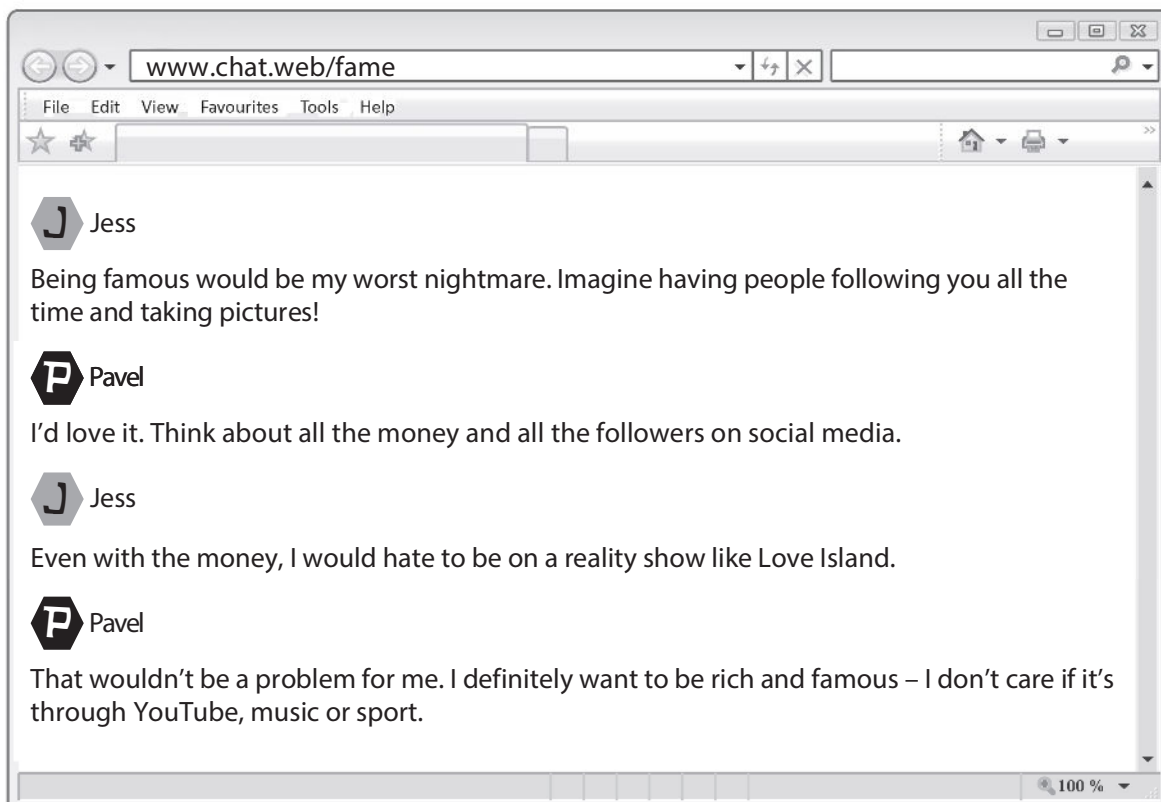 www.chat.web/fame
File Edit View Favourites Tools Help
J Jess
Being famous would be my worst nightmare. Imagine having people following you all the
time and taking pictures!
P Pavel
I’d love it. Think about all the money and all the followers on social media.
J Jess
Even with the money, I would hate to be on a reality show like Love Island.
P Pavel
That wouldn’t be a problem for me. I definitely want to be rich and famous – I don’t care if it’s
through YouTube, music or sport.
100 %